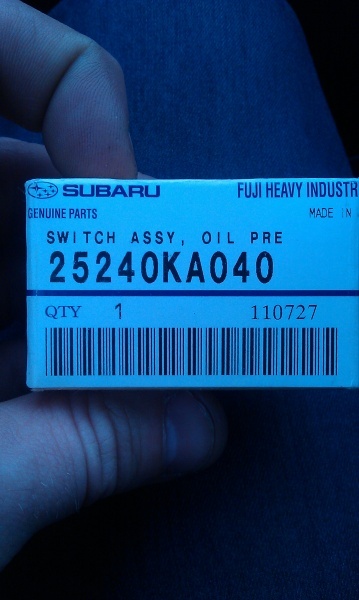 SUBARU FUJI HEAVY INDUSTR
GENUINE PARTS MADE IN
SWITCH ASSY, OIL PRE
25240KA040
QTY 1 110727